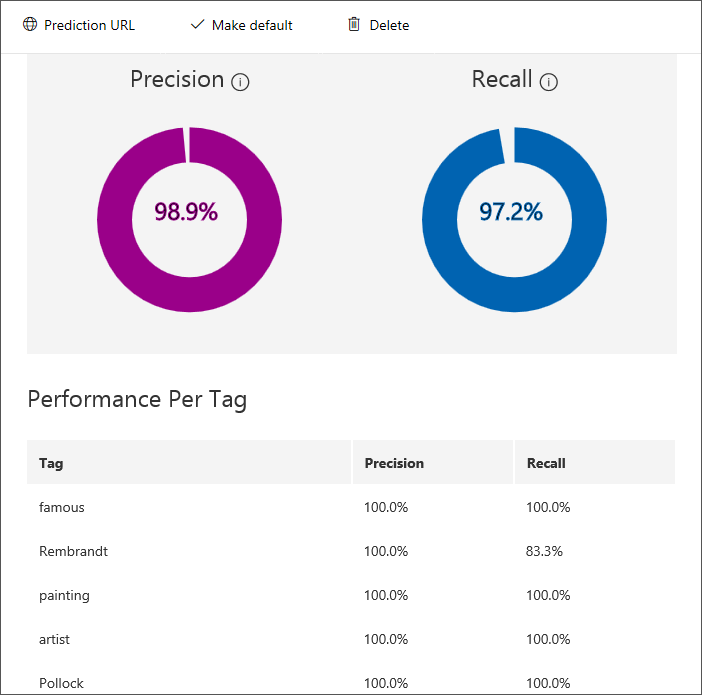 Prediction URL Make default Delete
Precision Recall
98.9% 97.2%
Performance Per Tag
Tag Precision Recall
famous 100.0% 100.0%
Rembrandt 100.0% 83.3%
painting 100.0% 100.0%
artist 100.0% 100.0%
Pollock 100.0% 100.0%